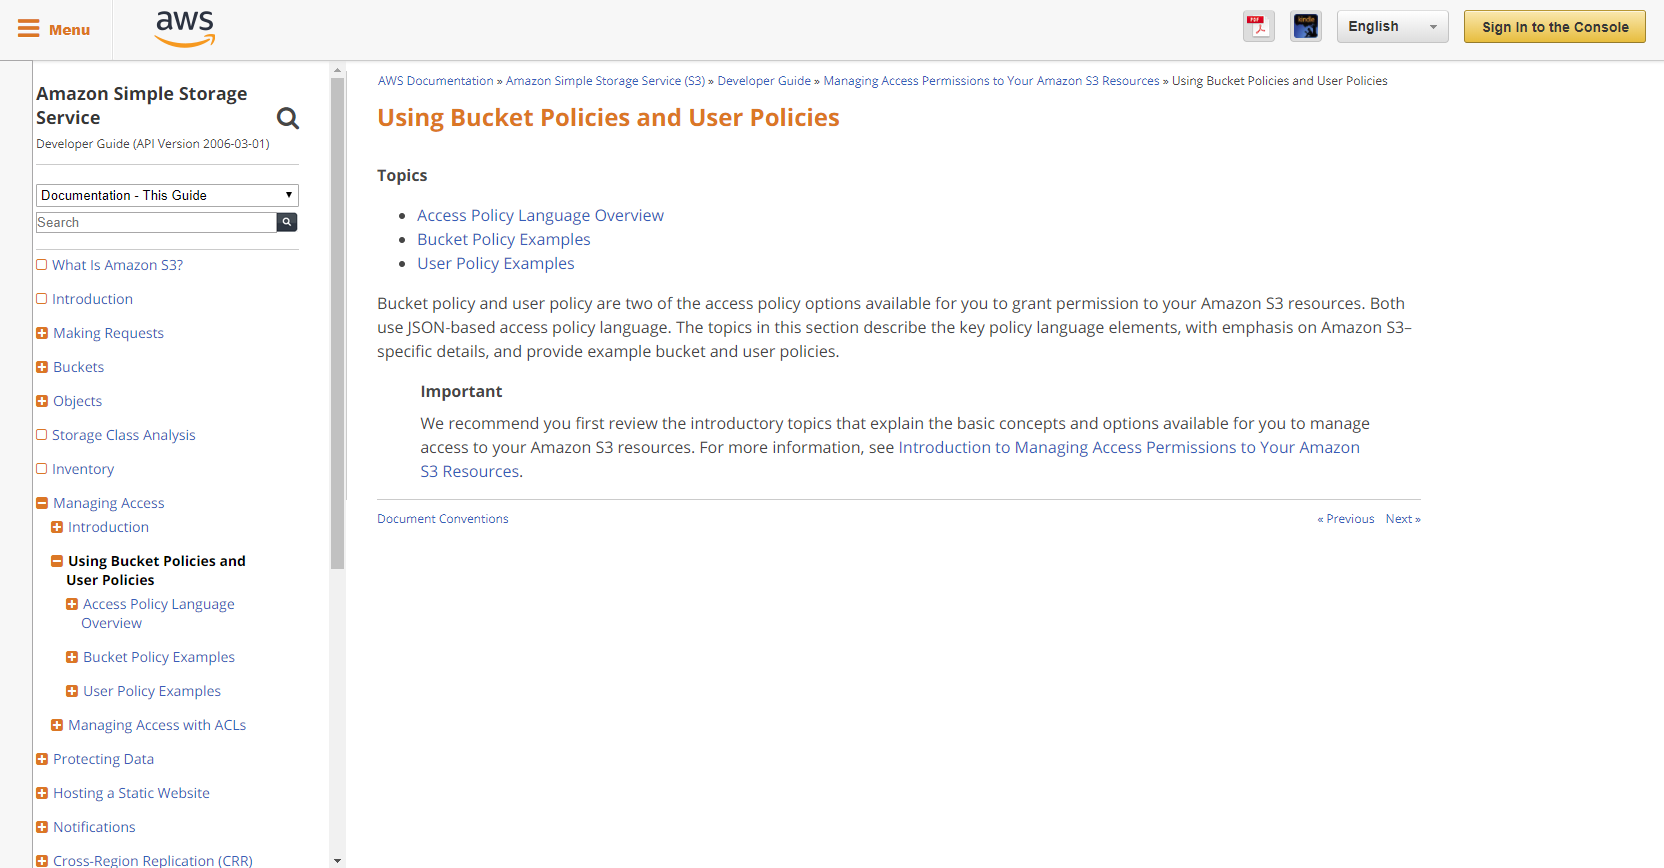 Menu
aws
PDF
kindle
English
Sign In to the Console
Amazon Simple Storage
Service
Developer Guide (API Version 2006-03-01)
Documentation - This Guide
Search
What Is Amazon S3?
Introduction
Making Requests
Buckets
Objects
Storage Class Analysis
Inventory
Managing Access
Introduction
Using Bucket Policies and
User Policies
Access Policy Language
Overview
Bucket Policy Examples
User Policy Examples
Managing Access with ACLs
Protecting Data
Hosting a Static Website
Notifications
Cross-Region Replication (CRR)
AWS Documentation » Amazon Simple Storage Service (S3) » Developer Guide » Managing Access Permissions to Your Amazon S3 Resources » Using Bucket Policies and User Policies
Using Bucket Policies and User Policies
Topics
• Access Policy Language Overview
• Bucket Policy Examples
• User Policy Examples
Bucket policy and user policy are two of the access policy options available for you to grant permission to your Amazon S3 resources. Both
use JSON-based access policy language. The topics in this section describe the key policy language elements, with emphasis on Amazon S3–
specific details, and provide example bucket and user policies.
Important
We recommend you first review the introductory topics that explain the basic concepts and options available for you to manage
access to your Amazon S3 resources. For more information, see Introduction to Managing Access Permissions to Your Amazon
S3 Resources.
Document Conventions
« Previous Next »